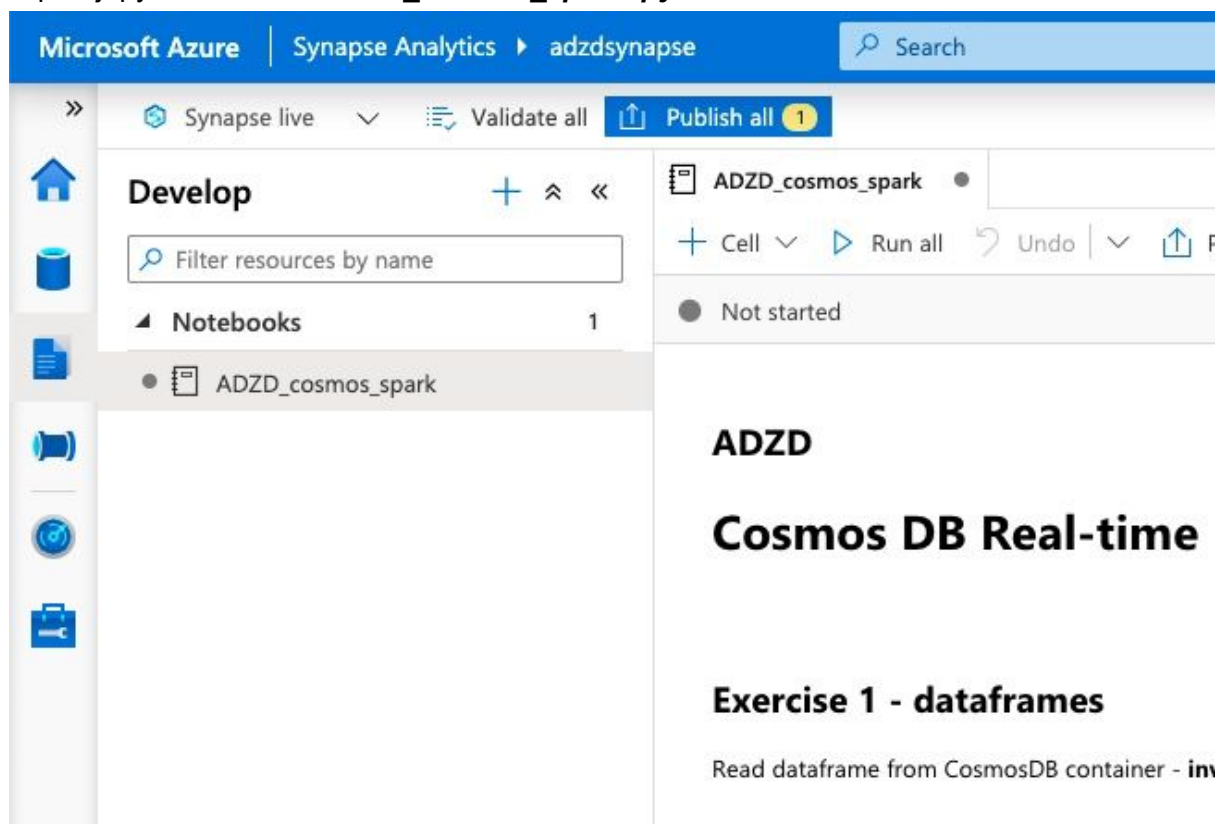 Microsoft Azure Synapse Analytics adzdsynapse Search
Synapse live Validate all Publish all 1
Develop
Filter resources by name
Notebooks 1
ADZD_cosmos_spark
ADZD_cosmos_spark
Cell Run all Undo
Not started
ADZD
Cosmos DB Real-time
Exercise 1 - dataframes
Read dataframe from CosmosDB container -